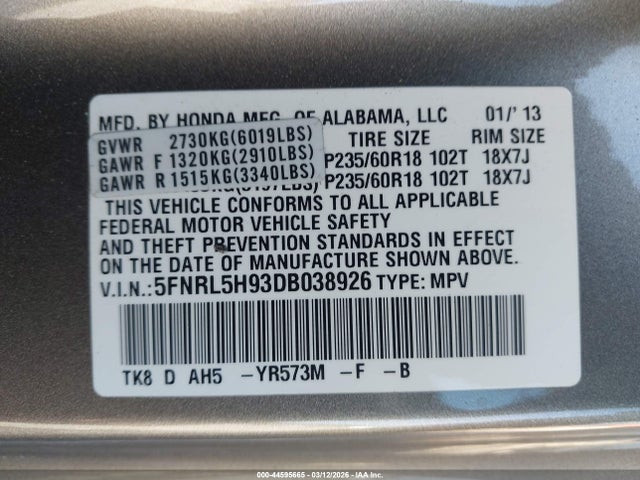 MFD. BY HONDA MFG. OF ALABAMA, LLC 01/'13
GVWR 2730KG(6019LBS) TIRE SIZE RIM SIZE
GAWR F 1320KG(2910LBS) P235/60R18 102T 18X7J
GAWR R 1515KG(3340LBS) P235/60R18 102T 18X7J
THIS VEHICLE CONFORMS TO ALL APPLICABLE
FEDERAL MOTOR VEHICLE SAFETY
AND THEFT PREVENTION STANDARDS IN EFFECT
ON THE DATE OF MANUFACTURE SHOWN ABOVE.
V.I.N.:5FNRL5H93DB038926 TYPE: MPV
TK8 D AH5 -YR573M -F -B
000-44595665 - 03/12/2026 - IAA Inc.